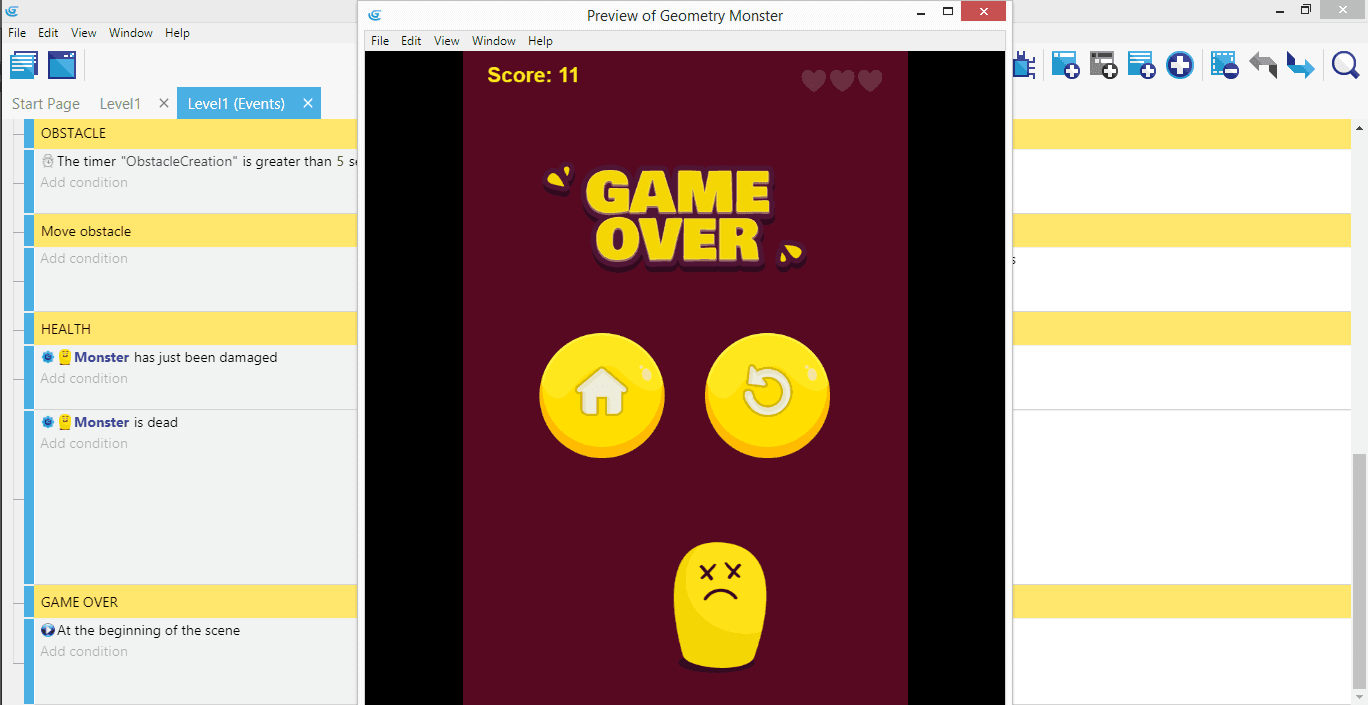 File Edit View Window Help
Start Page Level1 Level1 (Events)
OBSTACLE
The timer "ObstacleCreation" is greater than 5 se
Add condition
Move obstacle
Add condition
s
HEALTH
Monster has just been damaged
Add condition
Monster is dead
Add condition
GAME OVER
At the beginning of the scene
Add condition
Preview of Geometry Monster
File Edit View Window Help
Score: 11
GAME
OVER